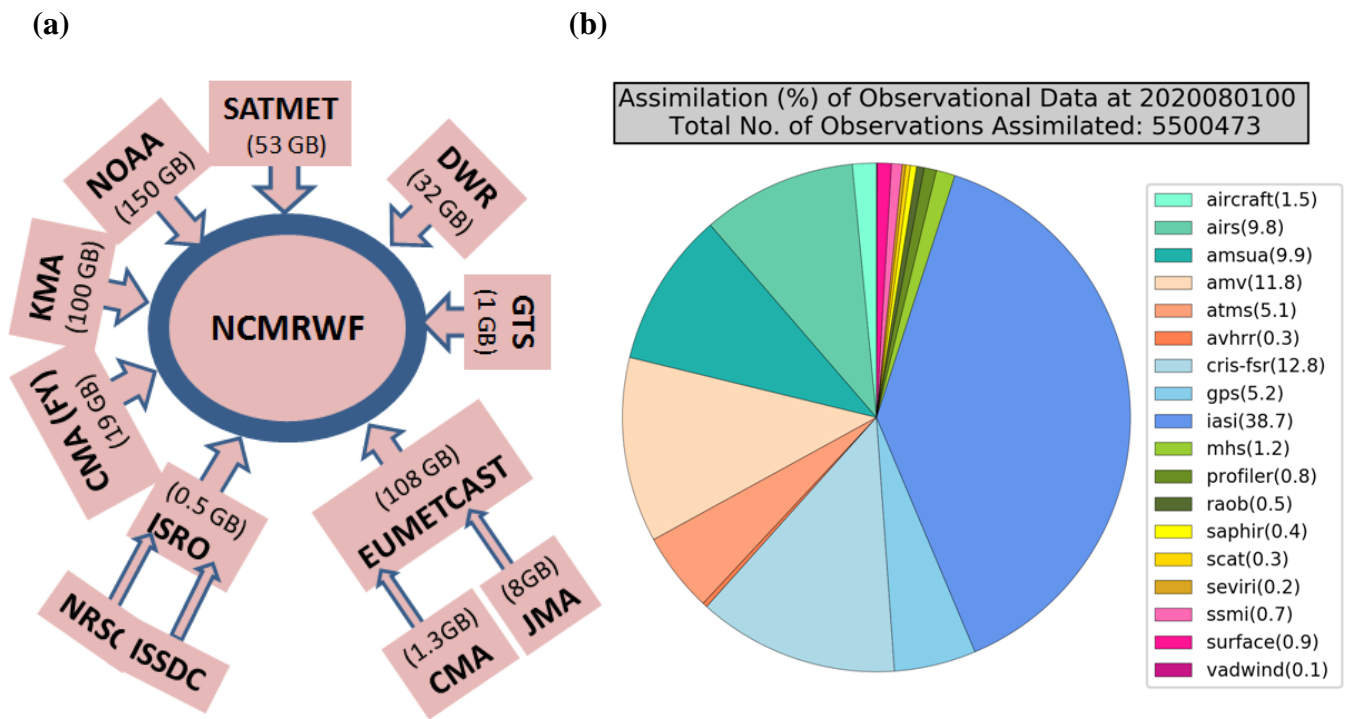 (a)
SATMET
(53 GB)
NOAA
(150 GB)
DWR
(32 GB)
KMA
(100 GB)
NCMRWF
GTS
(1 GB)
CMA (FY)
(19 GB)
(0.5 GB)
ISRO
(108 GB)
EUMETCAST
ISSDC
(1.3GB)
CMA
(8GB)
JMA
(b)
Assimilation (%) of Observational Data at 2020080100
Total No. of Observations Assimilated: 5500473
aircraft(1.5)
airs(9.8)
amsua(9.9)
amv(11.8)
atms(5.1)
avhrr(0.3)
cris-fsr(12.8)
gps(5.2)
iasi(38.7)
mhs(1.2)
profiler(0.8)
raob(0.5)
saphir(0.4)
scat(0.3)
seviri(0.2)
ssmi(0.7)
surface(0.9)
vadwind(0.1)